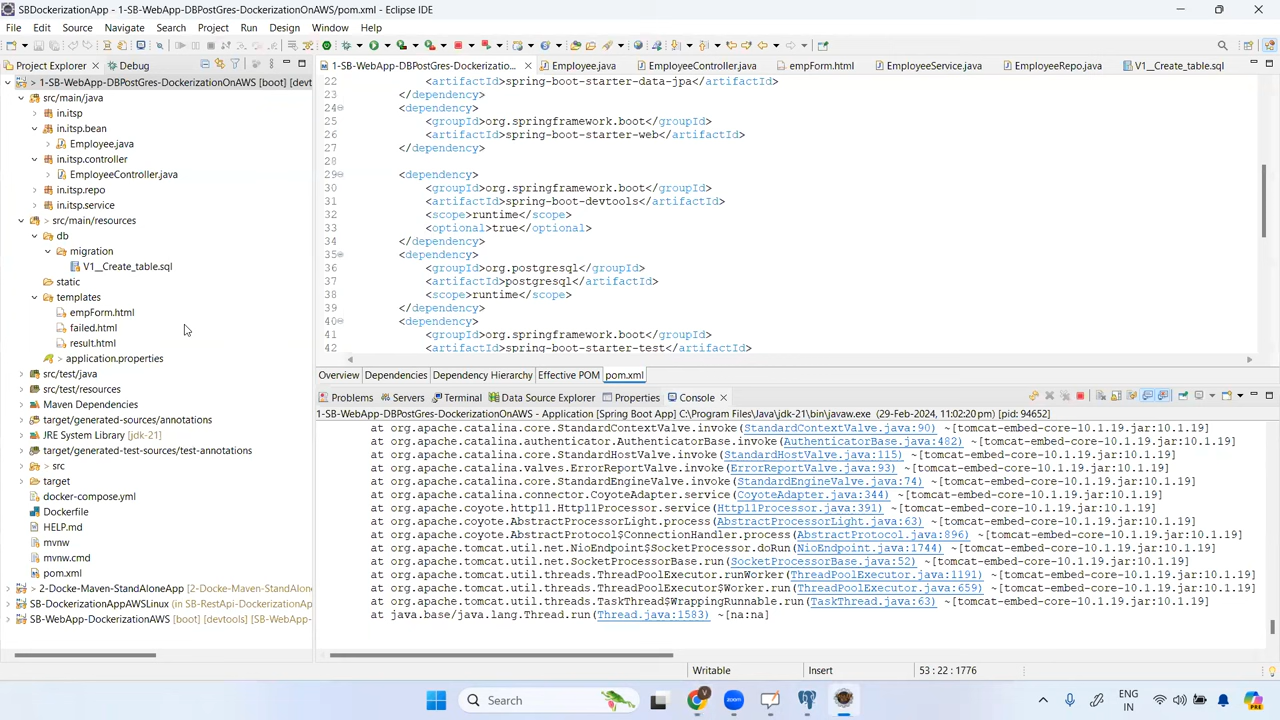 SBDockerizationApp - 1-SB-WebApp-DBPostGres-DockerizationOnAWS/pom.xml - Eclipse IDE
File Edit Source Navigate Search Project Run Design Window Help
Project Explorer Debug
1-SB-WebApp-DBPostGres-DockerizationOnAWS [boot] [devt
src/main/java
in.itsp
in.itsp.bean
Employee.java
in.itsp.controller
EmployeeController.java
in.itsp.repo
in.itsp.service
src/main/resources
db
migration
V1__Create_table.sql
static
templates
empForm.html
failed.html
result.html
application.properties
src/test/java
src/test/resources
Maven Dependencies
target/generated-sources/annotations
JRE System Library [jdk-21]
target/generated-test-sources/test-annotations
src
target
docker-compose.yml
Dockerfile
HELP.md
mvnw
mvnw.cmd
pom.xml
2-Docke-Maven-StandAloneApp [2-Docke-Maven-StandAlone
SB-DockerizationAppAWSLinux (in SB-RestApi-DockerizationAp
SB-WebApp-DockerizationAWS [boot] [devtools] [SB-WebApp-
1-SB-WebApp-DBPostGres-Dockerizatio... Employee.java EmployeeController.java empForm.html EmployeeService.java EmployeeRepo.java V1__Create_table.sql
22 <artifactId>spring-boot-starter-data-jpa</artifactId>
23 </dependency>
24 <dependency>
25 <groupId>org.springframework.boot</groupId>
26 <artifactId>spring-boot-starter-web</artifactId>
27 </dependency>
28
29 <dependency>
30 <groupId>org.springframework.boot</groupId>
31 <artifactId>spring-boot-devtools</artifactId>
32 <scope>runtime</scope>
33 <optional>true</optional>
34 </dependency>
35 <dependency>
36 <groupId>org.postgresql</groupId>
37 <artifactId>postgresql</artifactId>
38 <scope>runtime</scope>
39 </dependency>
40 <dependency>
41 <groupId>org.springframework.boot</groupId>
42 <artifactId>spring-boot-starter-test</artifactId>
Overview Dependencies Dependency Hierarchy Effective POM pom.xml
Problems Servers Terminal Data Source Explorer Properties Console
1-SB-WebApp-DBPostGres-DockerizationOnAWS - Application [Spring Boot App] C:\Program Files\Java\jdk-21\bin\javaw.exe (29-Feb-2024, 11:02:20 pm) [pid: 94652]
at org.apache.catalina.core.StandardContextValve.invoke(StandardContextValve.java:90) ~[tomcat-embed-core-10.1.19.jar:10.1.19]
at org.apache.catalina.authenticator.AuthenticatorBase.invoke(AuthenticatorBase.java:482) ~[tomcat-embed-core-10.1.19.jar:10.1.19]
at org.apache.catalina.core.StandardHostValve.invoke(StandardHostValve.java:115) ~[tomcat-embed-core-10.1.19.jar:10.1.19]
at org.apache.catalina.valves.ErrorReportValve.invoke(ErrorReportValve.java:93) ~[tomcat-embed-core-10.1.19.jar:10.1.19]
at org.apache.catalina.core.StandardEngineValve.invoke(StandardEngineValve.java:74) ~[tomcat-embed-core-10.1.19.jar:10.1.19]
at org.apache.catalina.connector.CoyoteAdapter.service(CoyoteAdapter.java:344) ~[tomcat-embed-core-10.1.19.jar:10.1.19]
at org.apache.coyote.http11.Http11Processor.service(Http11Processor.java:391) ~[tomcat-embed-core-10.1.19.jar:10.1.19]
at org.apache.coyote.AbstractProcessorLight.process(AbstractProcessorLight.java:63) ~[tomcat-embed-core-10.1.19.jar:10.1.19]
at org.apache.coyote.AbstractProtocol$ConnectionHandler.process(AbstractProtocol.java:896) ~[tomcat-embed-core-10.1.19.jar:10.1.19]
at org.apache.tomcat.util.net.NioEndpoint$SocketProcessor.doRun(NioEndpoint.java:1744) ~[tomcat-embed-core-10.1.19.jar:10.1.19]
at org.apache.tomcat.util.net.SocketProcessorBase.run(SocketProcessorBase.java:52) ~[tomcat-embed-core-10.1.19.jar:10.1.19]
at org.apache.tomcat.util.threads.ThreadPoolExecutor.runWorker(ThreadPoolExecutor.java:1191) ~[tomcat-embed-core-10.1.19.jar:10.1.19]
at org.apache.tomcat.util.threads.ThreadPoolExecutor$Worker.run(ThreadPoolExecutor.java:659) ~[tomcat-embed-core-10.1.19.jar:10.1.19]
at org.apache.tomcat.util.threads.TaskThread$WrappingRunnable.run(TaskThread.java:63) ~[tomcat-embed-core-10.1.19.jar:10.1.19]
at java.base/java.lang.Thread.run(Thread.java:1583) ~[na:na]
Writable Insert 53 : 22 : 1776
Search
ENG
IN